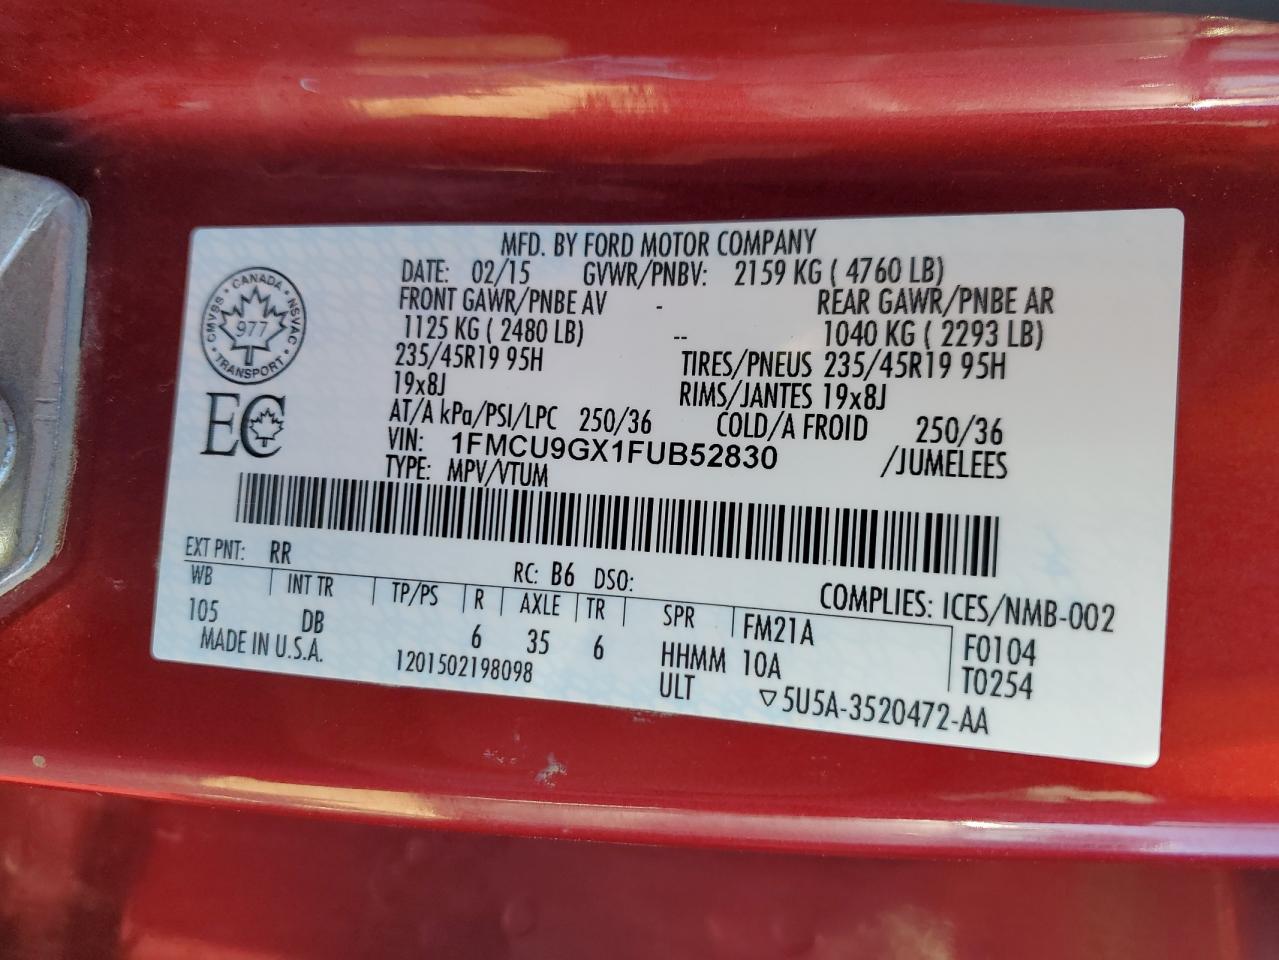 MFD. BY FORD MOTOR COMPANY
DATE: 02/15 GVWR/PNBV: 2159 KG ( 4760 LB)
FRONT GAWR/PNBE AV - REAR GAWR/PNBE AR
1125 KG ( 2480 LB) -- 1040 KG ( 2293 LB)
235/45R19 95H TIRES/PNEUS 235/45R19 95H
19x8J RIMS/JANTES 19x8J
AT/A kPa/PSI/LPC 250/36 COLD/A FROID 250/36
VIN: 1FMCU9GX1FUB52830 /JUMELEES
TYPE: MPV/VTUM
CANADA
CMVSS
NSVAC
977
TRANSPORT
EC
EXT PNT: RR RC: B6 DSO:
COMPLIES: ICES/NMB-002
WB INT TR TP/PS R AXLE TR SPR FM21A F0104
105 DB 6 35 6 HHMM 10A T0254
MADE IN U.S.A. 1201502198098 ULT ▽5U5A-3520472-AA